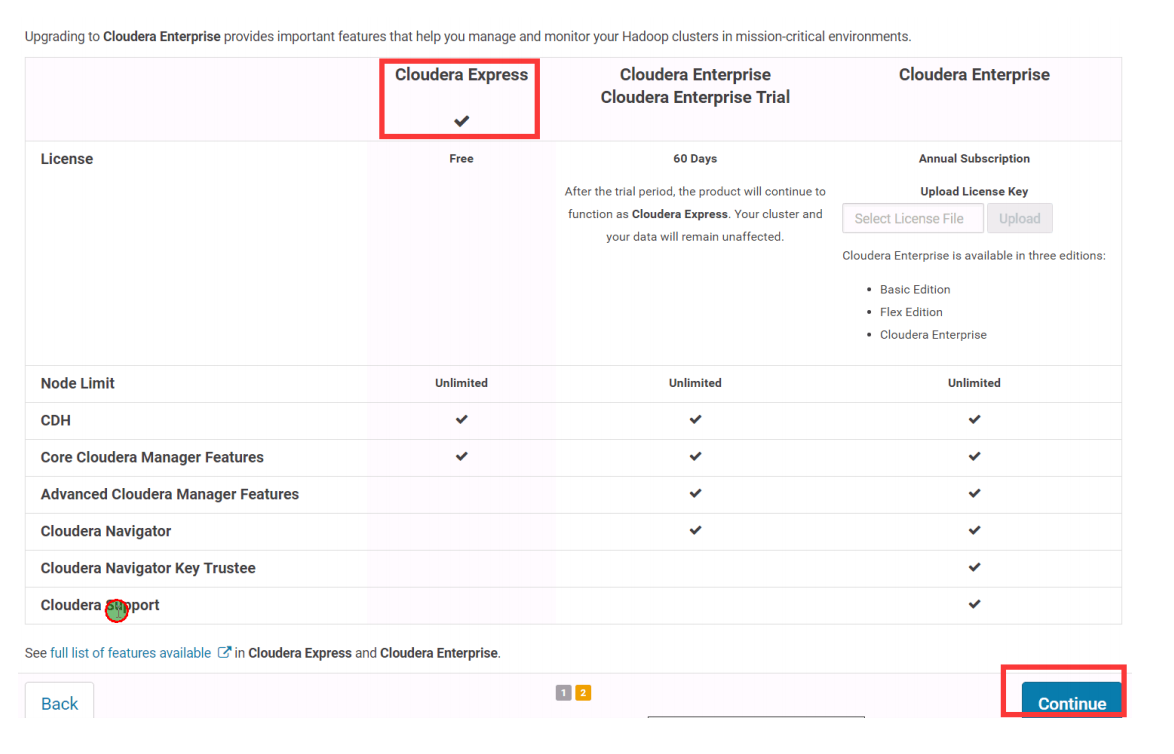 Upgrading to Cloudera Enterprise provides important features that help you manage and monitor your Hadoop clusters in mission-critical environments.
Cloudera Express
Cloudera Enterprise
Cloudera Enterprise Trial
Cloudera Enterprise
License
Free
60 Days
After the trial period, the product will continue to
function as Cloudera Express. Your cluster and
your data will remain unaffected.
Annual Subscription
Upload License Key
Select License File
Upload
Cloudera Enterprise is available in three editions:
• Basic Edition
• Flex Edition
• Cloudera Enterprise
Node Limit Unlimited Unlimited Unlimited
CDH ✔ ✔ ✔
Core Cloudera Manager Features ✔ ✔ ✔
Advanced Cloudera Manager Features ✔ ✔
Cloudera Navigator ✔ ✔
Cloudera Navigator Key Trustee ✔
Cloudera Support ✔
See full list of features available in Cloudera Express and Cloudera Enterprise.
Back
1 2
Continue